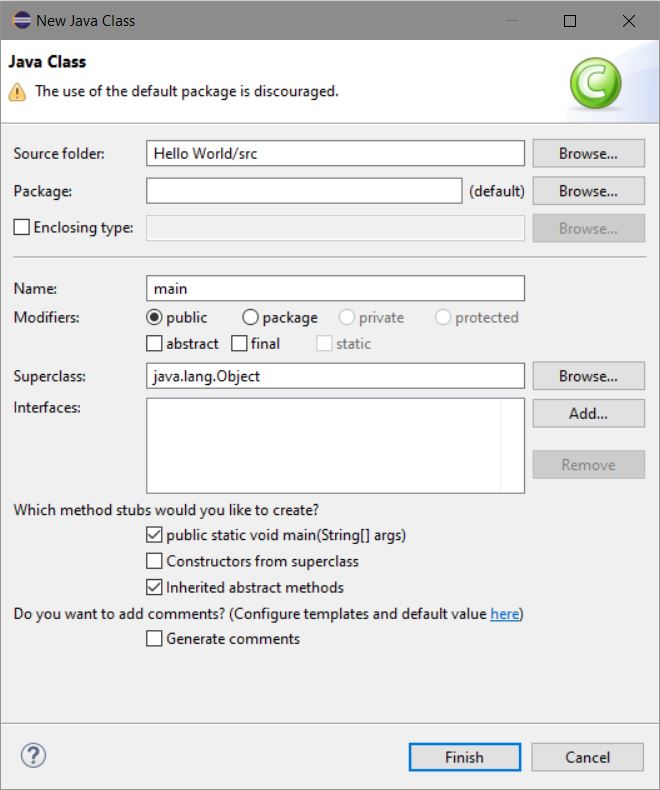 New Java Class
Java Class
The use of the default package is discouraged.
Source folder: Hello World/src Browse...
Package: (default) Browse...
Enclosing type: Browse...
Name: main
Modifiers: public package private protected
abstract final static
Superclass: java.lang.Object Browse...
Interfaces: Add...
Remove
Which method stubs would you like to create?
public static void main(String[] args)
Constructors from superclass
Inherited abstract methods
Do you want to add comments? (Configure templates and default value here)
Generate comments
? Finish Cancel